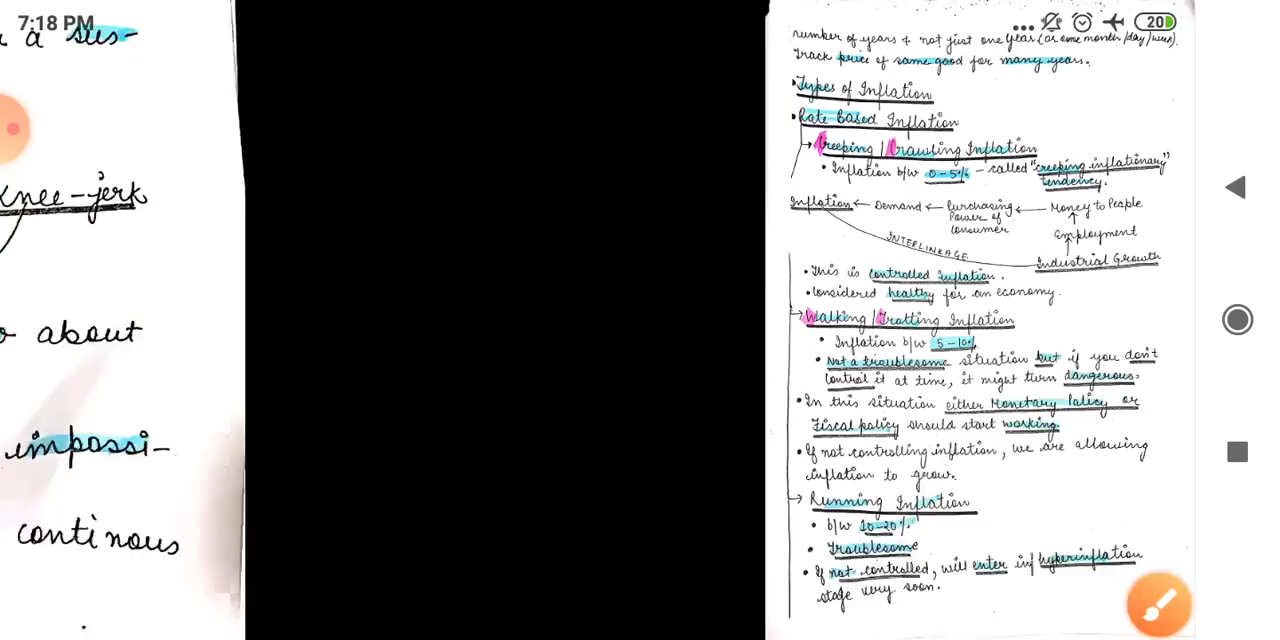 7:18 PM
a sus-
Knee-jerk
about
impossi-
continous
20
number of years & not just one year (or one month/day/week).
Track price of same good for many years.
Types of Inflation
Rate Based Inflation
Creeping | Crawling Inflation
Inflation b/w 0-5% - called "creeping inflationary
tendency.
Inflation ← Demand ← Purchasing Power of Consumer ← Money to People
Employment
INTERLINKAGE
Industrial Growth
This is controlled inflation.
Considered healthy for an economy.
Walking | Trotting Inflation
Inflation b/w 5-10%
Not a troublesome situation but if you don't
control it at time, it might turn dangerous.
In this situation either Monetary Policy or
Fiscal policy should start working.
If not controlling inflation, we are allowing
inflation to grow.
Running Inflation
b/w 10-20%
Troublesome
If not controlled, will enter in hyperinflation
stage very soon.